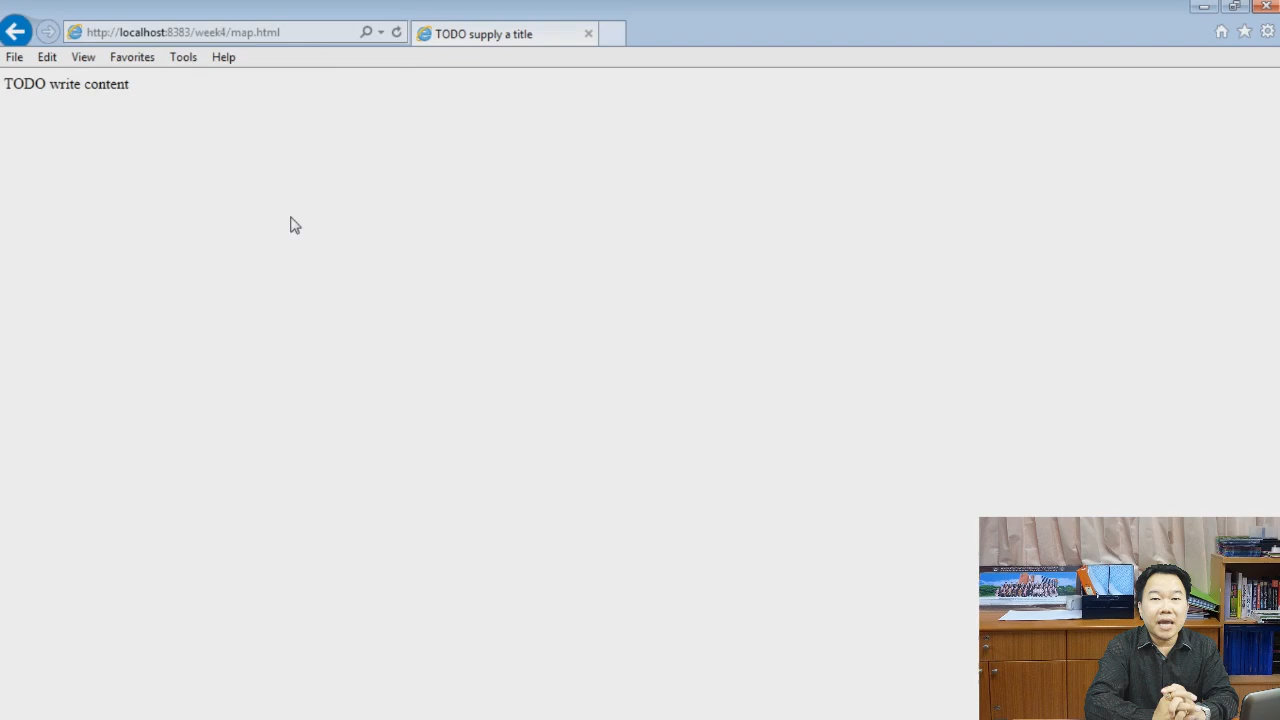 http://localhost:8383/week4/map.html
TODO supply a title
File Edit View Favorites Tools Help
TODO write content